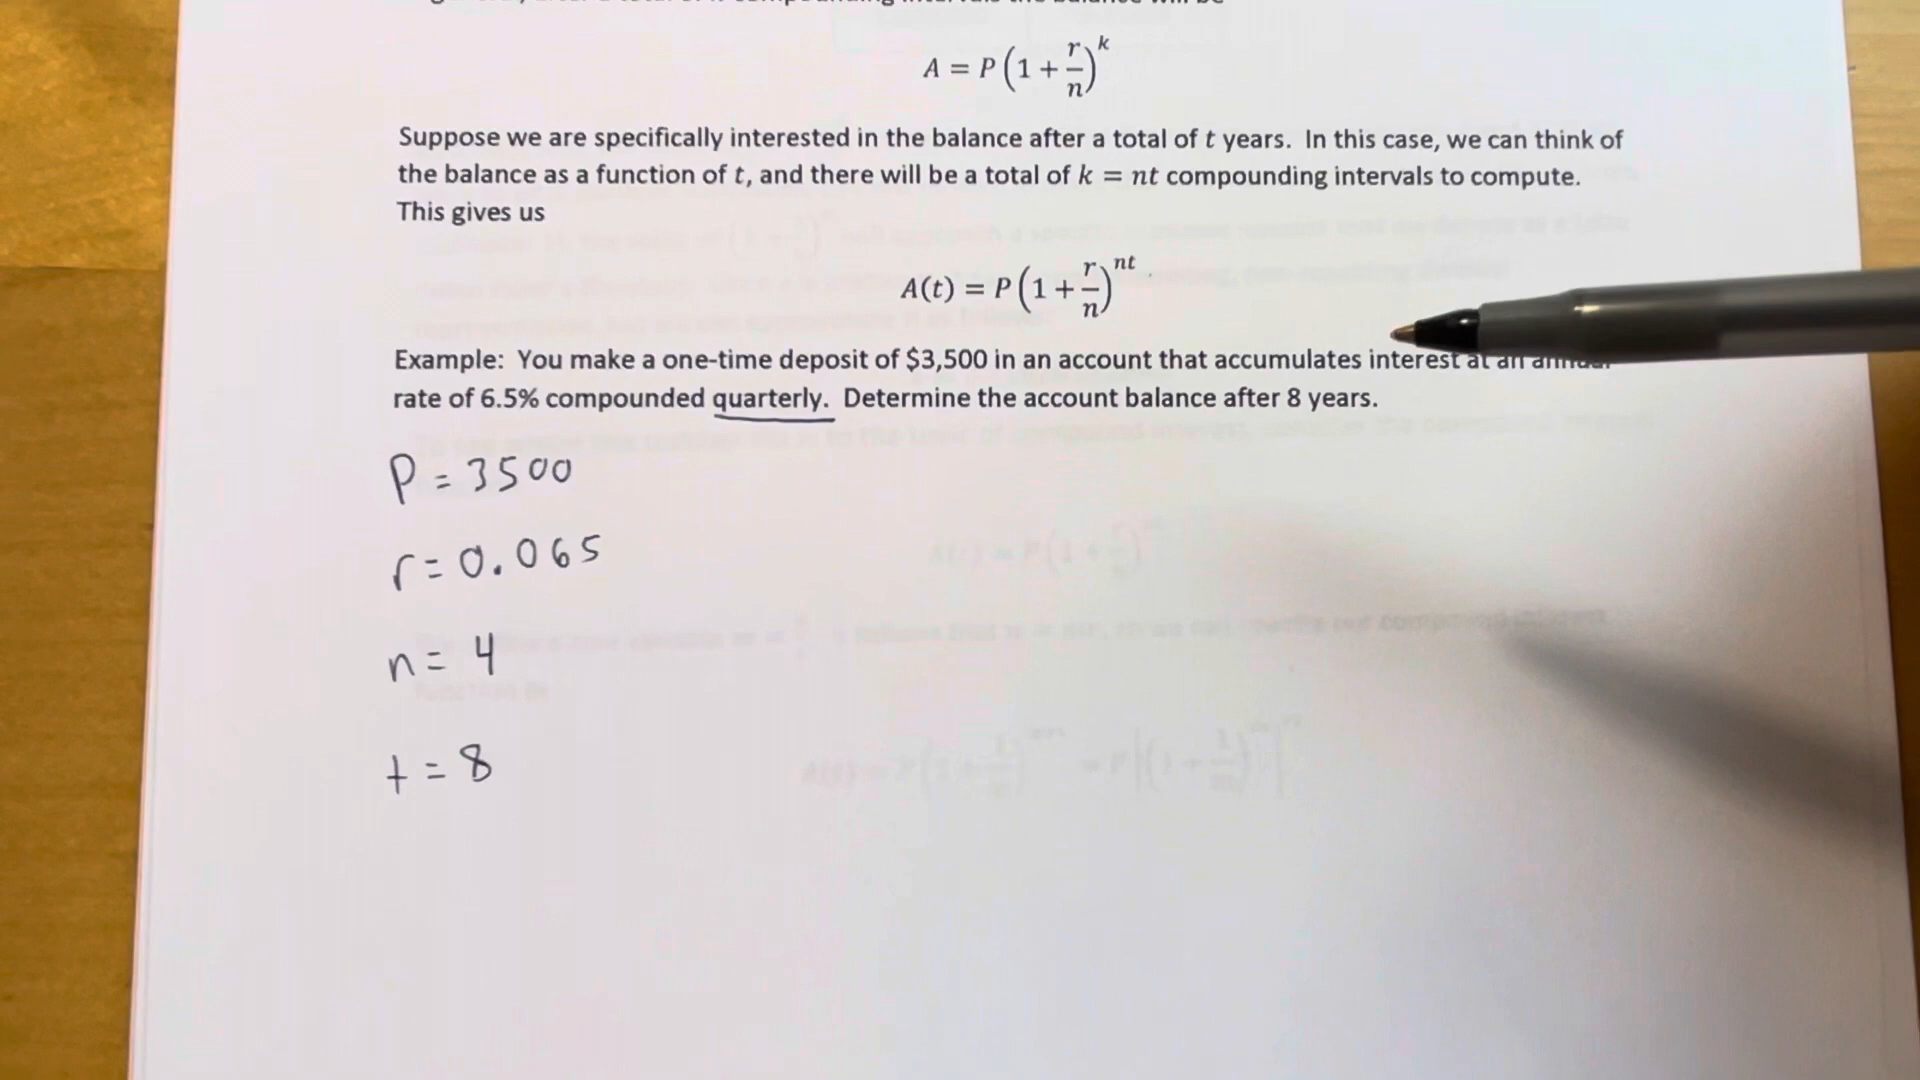 A = P(1 + r/n)^k
Suppose we are specifically interested in the balance after a total of t years. In this case, we can think of
the balance as a function of t, and there will be a total of k = nt compounding intervals to compute.
This gives us
A(t) = P(1 + r/n)^nt
Example: You make a one-time deposit of $3,500 in an account that accumulates interest at an annual
rate of 6.5% compounded quarterly. Determine the account balance after 8 years.
P = 3500
r = 0.065
n = 4
t = 8